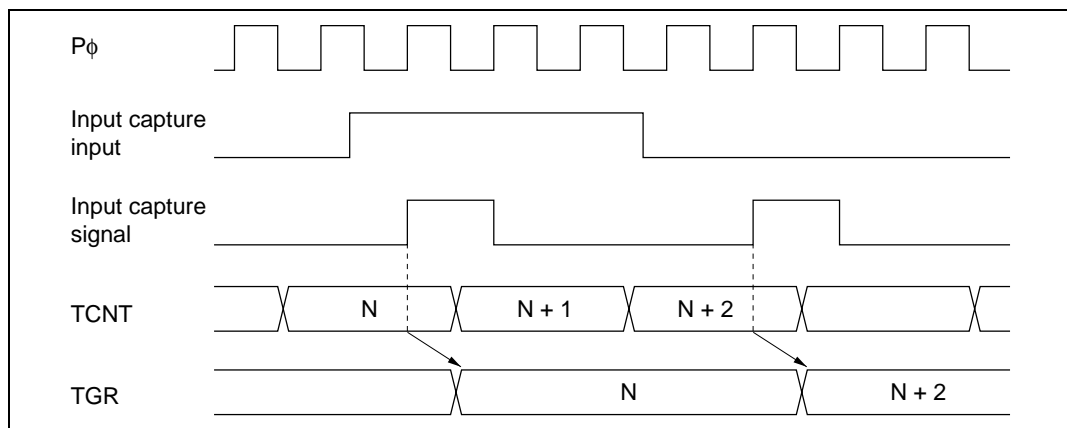 Pφ
Input capture
input
Input capture
signal
TCNT
N
N + 1
N + 2
TGR
N
N + 2